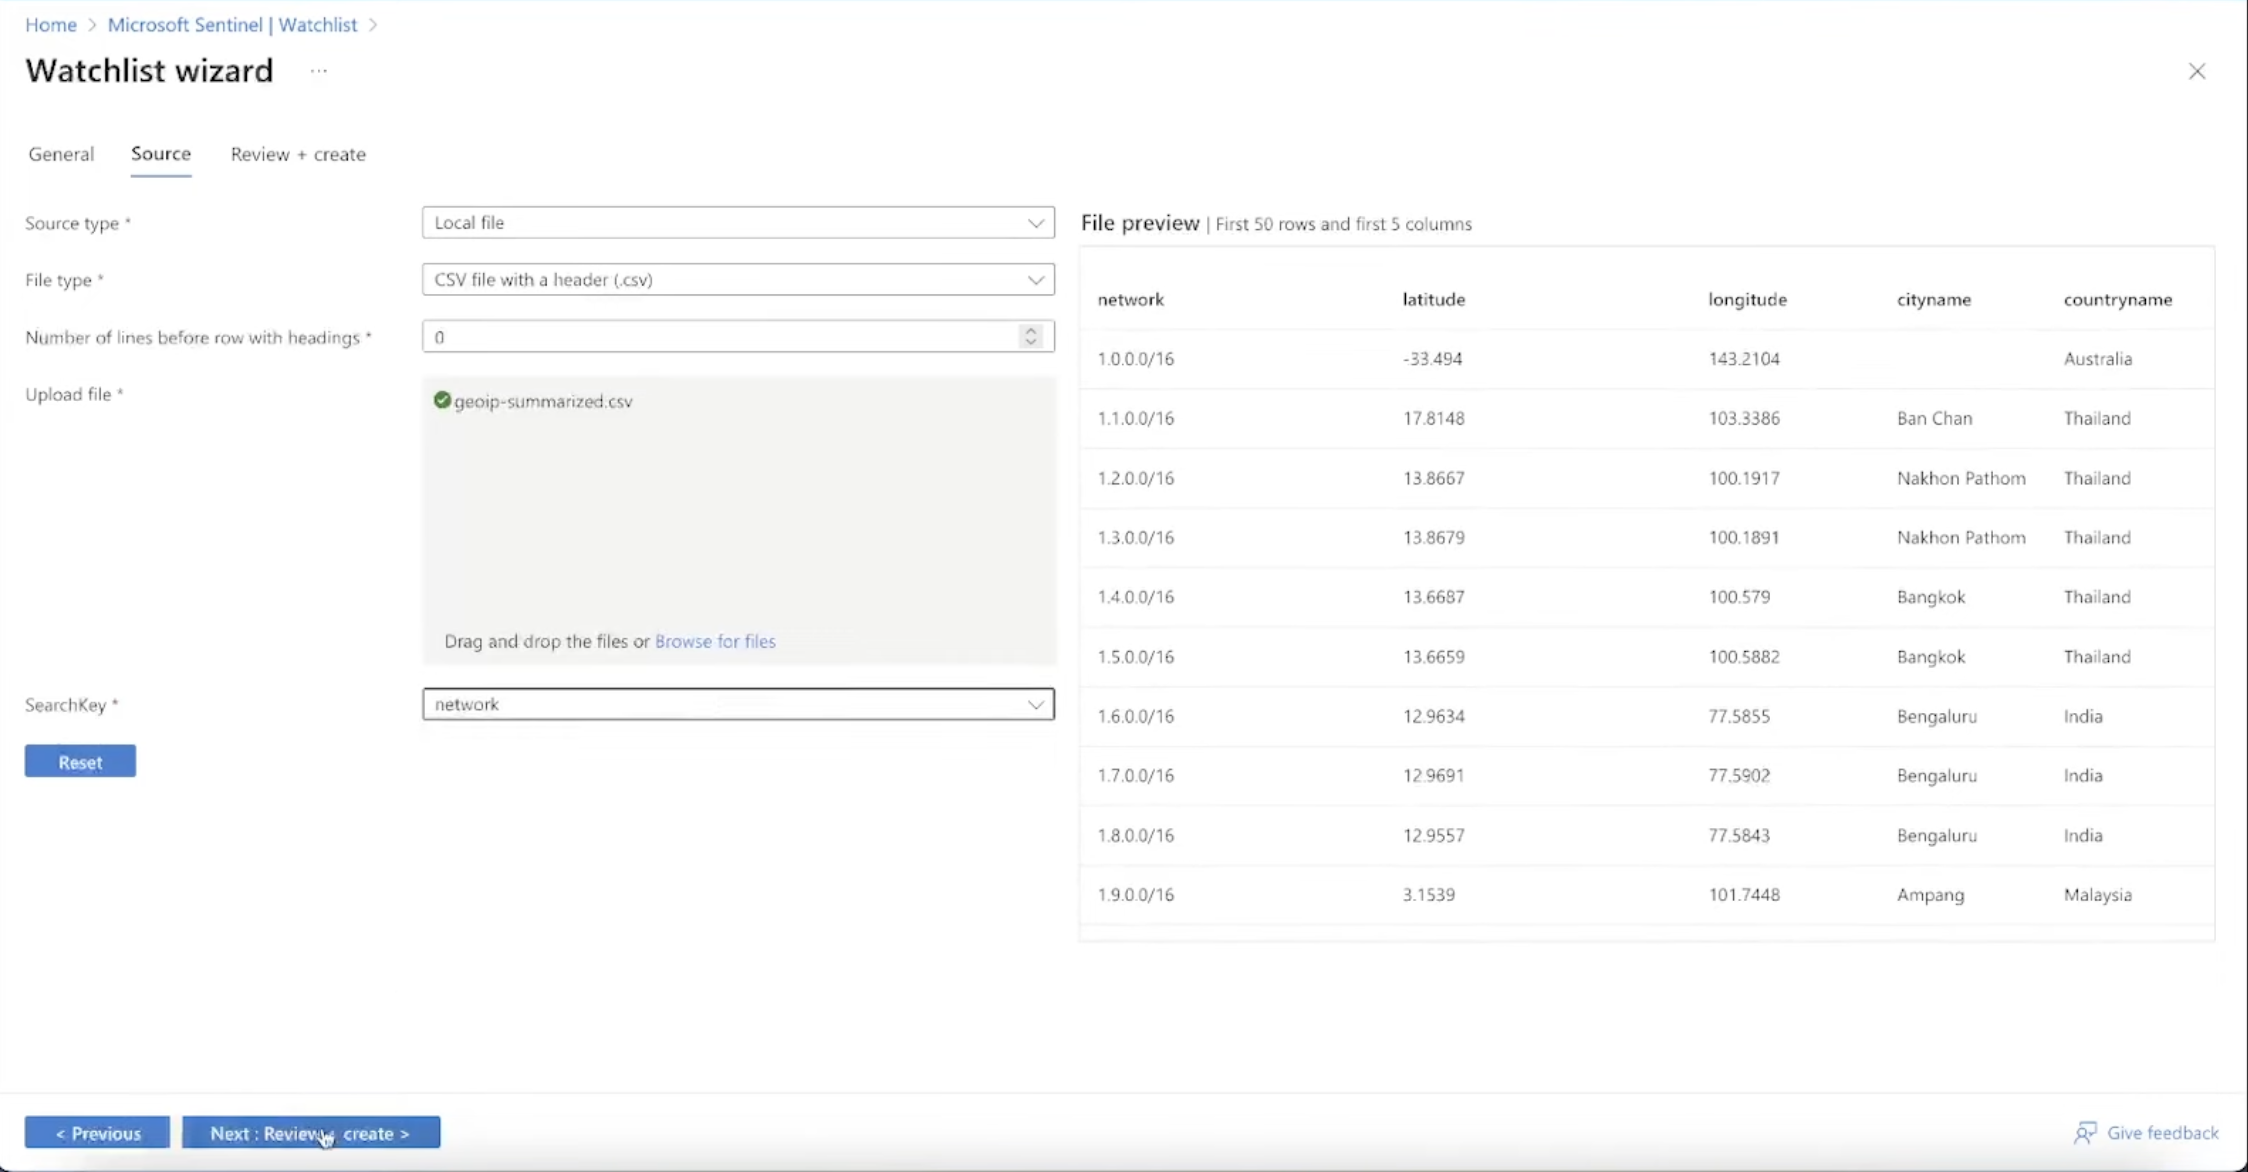 Home > Microsoft Sentinel | Watchlist >
Watchlist wizard ...
General Source Review + create
Source type * Local file
File type * CSV file with a header (.csv)
Number of lines before row with headings * 0
Upload file * geoip-summarized.csv
Drag and drop the files or Browse for files
SearchKey * network
Reset
File preview | First 50 rows and first 5 columns
network latitude longitude cityname countryname
1.0.0.0/16 -33.494 143.2104 Australia
1.1.0.0/16 17.8148 103.3386 Ban Chan Thailand
1.2.0.0/16 13.8667 100.1917 Nakhon Pathom Thailand
1.3.0.0/16 13.8679 100.1891 Nakhon Pathom Thailand
1.4.0.0/16 13.6687 100.579 Bangkok Thailand
1.5.0.0/16 13.6659 100.5882 Bangkok Thailand
1.6.0.0/16 12.9634 77.5855 Bengaluru India
1.7.0.0/16 12.9691 77.5902 Bengaluru India
1.8.0.0/16 12.9557 77.5843 Bengaluru India
1.9.0.0/16 3.1539 101.7448 Ampang Malaysia
< Previous Next : Review create > Give feedback